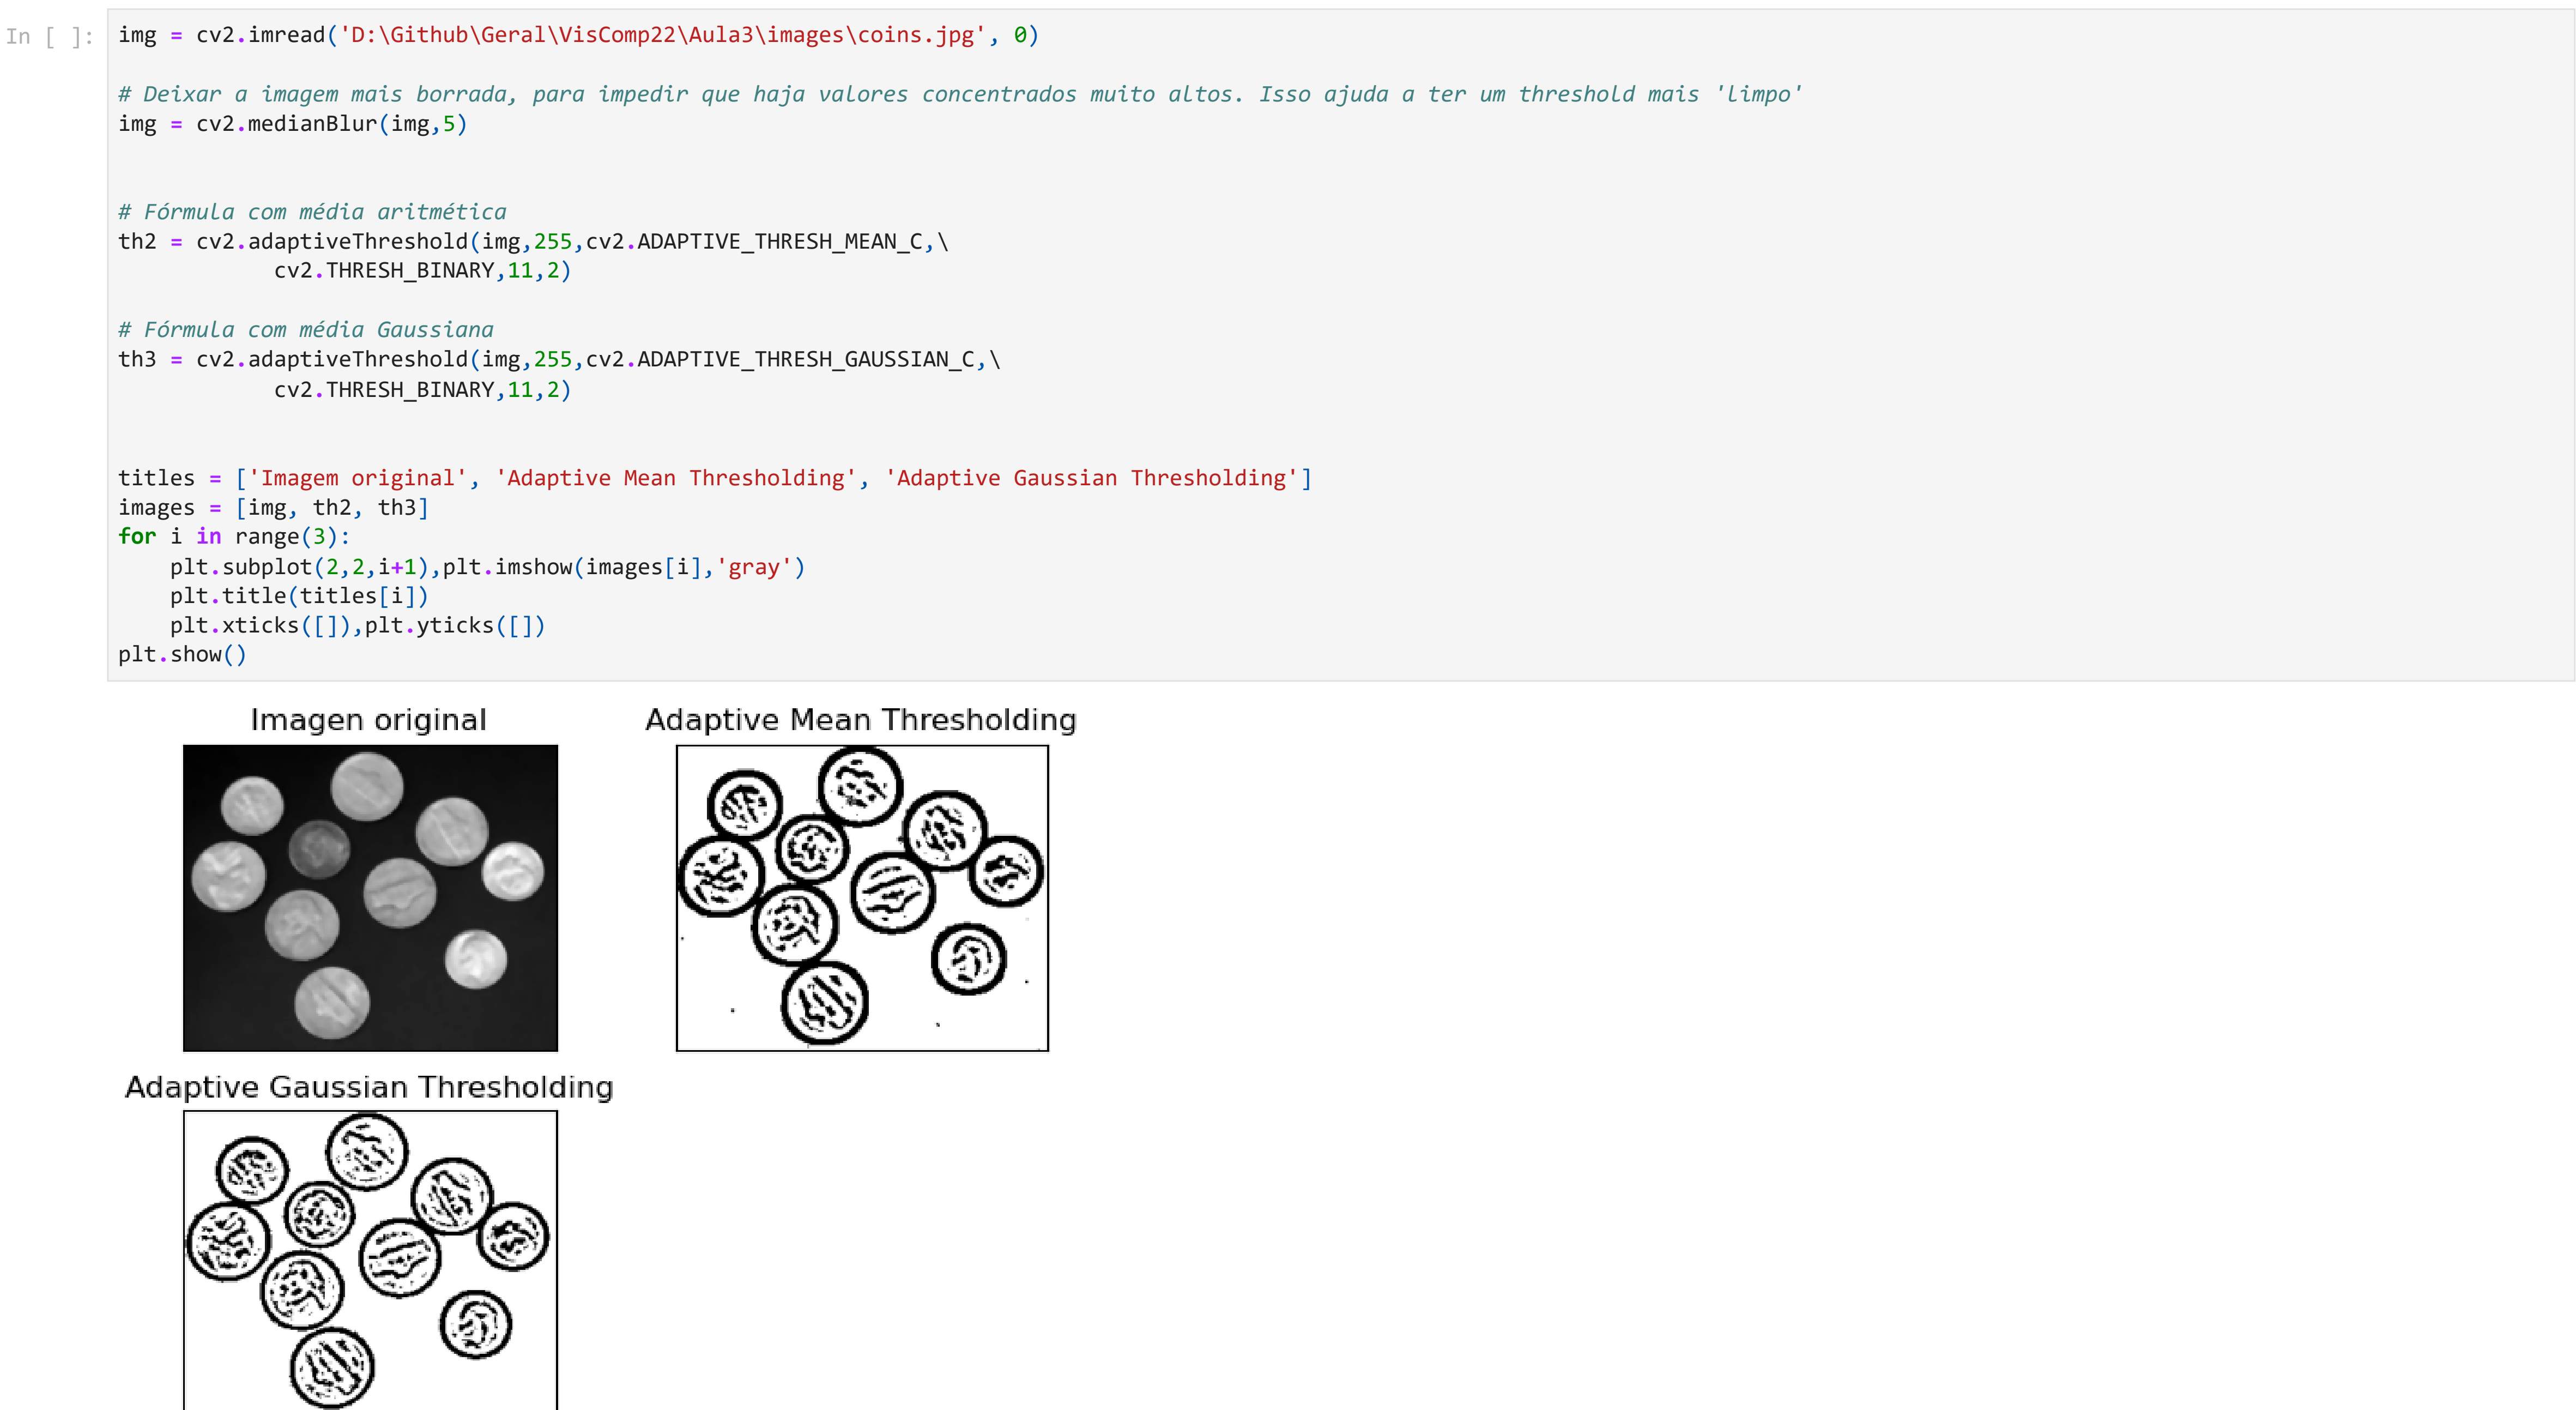 In [ ]:
img = cv2.imread('D:\Github\Geral\VisComp22\Aula3\images\coins.jpg', 0)
# Deixar a imagem mais borrada, para impedir que haja valores concentrados muito altos. Isso ajuda a ter um threshold mais 'limpo'
img = cv2.medianBlur(img,5)
# Fórmula com média aritmética
th2 = cv2.adaptiveThreshold(img,255,cv2.ADAPTIVE_THRESH_MEAN_C,\
            cv2.THRESH_BINARY,11,2)
# Fórmula com média Gaussiana
th3 = cv2.adaptiveThreshold(img,255,cv2.ADAPTIVE_THRESH_GAUSSIAN_C,\
            cv2.THRESH_BINARY,11,2)
titles = ['Imagem original', 'Adaptive Mean Thresholding', 'Adaptive Gaussian Thresholding']
images = [img, th2, th3]
for i in range(3):
    plt.subplot(2,2,i+1),plt.imshow(images[i],'gray')
    plt.title(titles[i])
    plt.xticks([]),plt.yticks([])
plt.show()
Imagen original
Adaptive Mean Thresholding
Adaptive Gaussian Thresholding